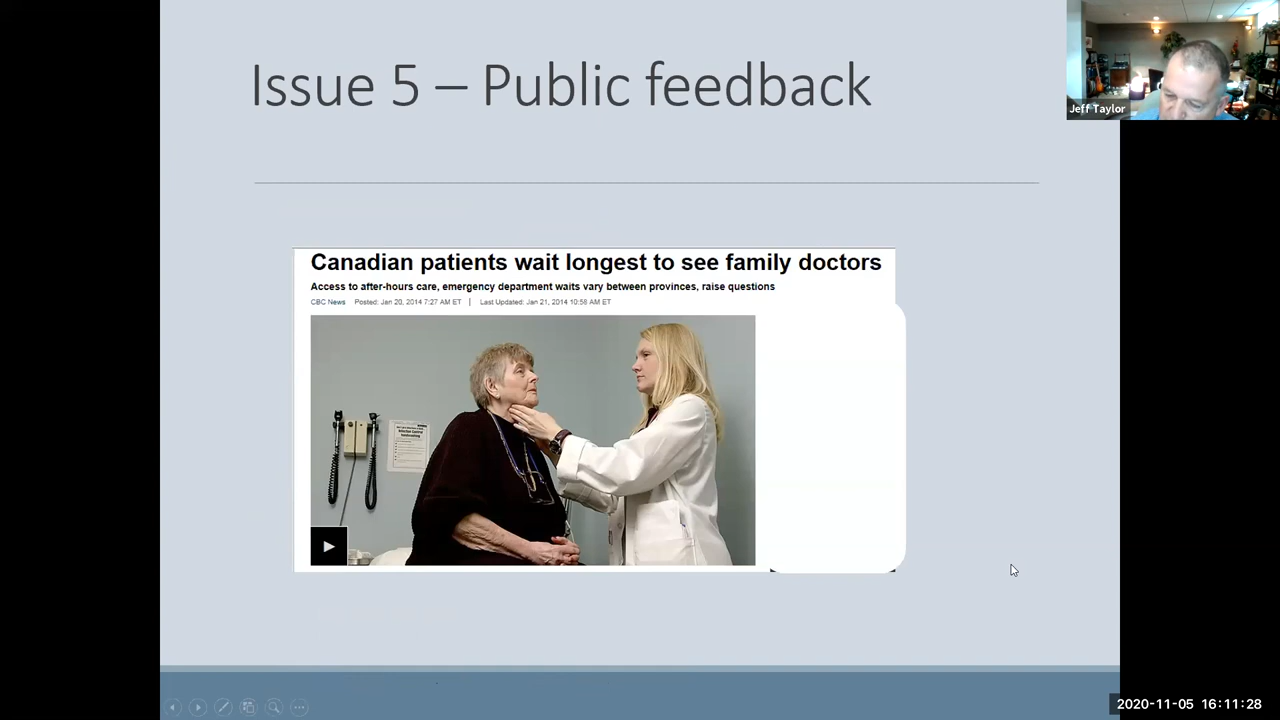 Issue 5 – Public feedback
Jeff Taylor
Canadian patients wait longest to see family doctors
Access to after-hours care, emergency department waits vary between provinces, raise questions
CBC News Posted: Jan 20, 2014 7:27 AM ET | Last Updated: Jan 21, 2014 10:58 AM ET
2020-11-05 16:11:28